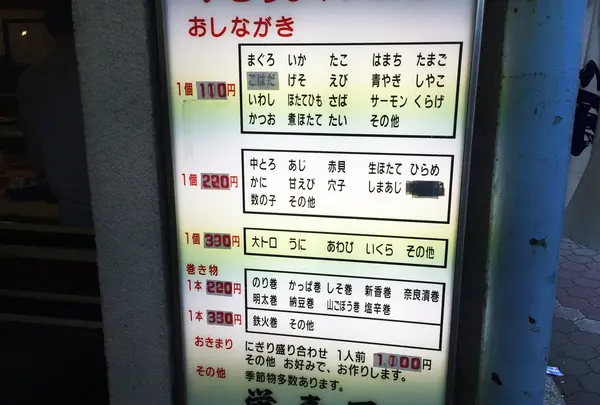 おしながき
まぐろ いか たこ はまち たまご
1個 110円 こはだ げそ えび 青やぎ しやこ
いわし ほたてひも さば サーモン くらげ
かつお 煮ほたて たい その他
中とろ あじ 赤貝 生ほたて ひらめ
1個 220円 かに 甘えび 穴子 しまあじ
数の子 その他
1個 330円 大トロ うに あわび いくら その他
巻き物
1本 220円 のり巻 かっぱ巻 しそ巻 新香巻 奈良漬巻
明太巻 納豆巻 山ごぼう巻 塩辛巻
1本 330円 鉄火巻 その他
おきまり にぎり盛り合わせ 1人前 1,100円
その他 お好みで、お作りします。
その他 季節物多数あります。